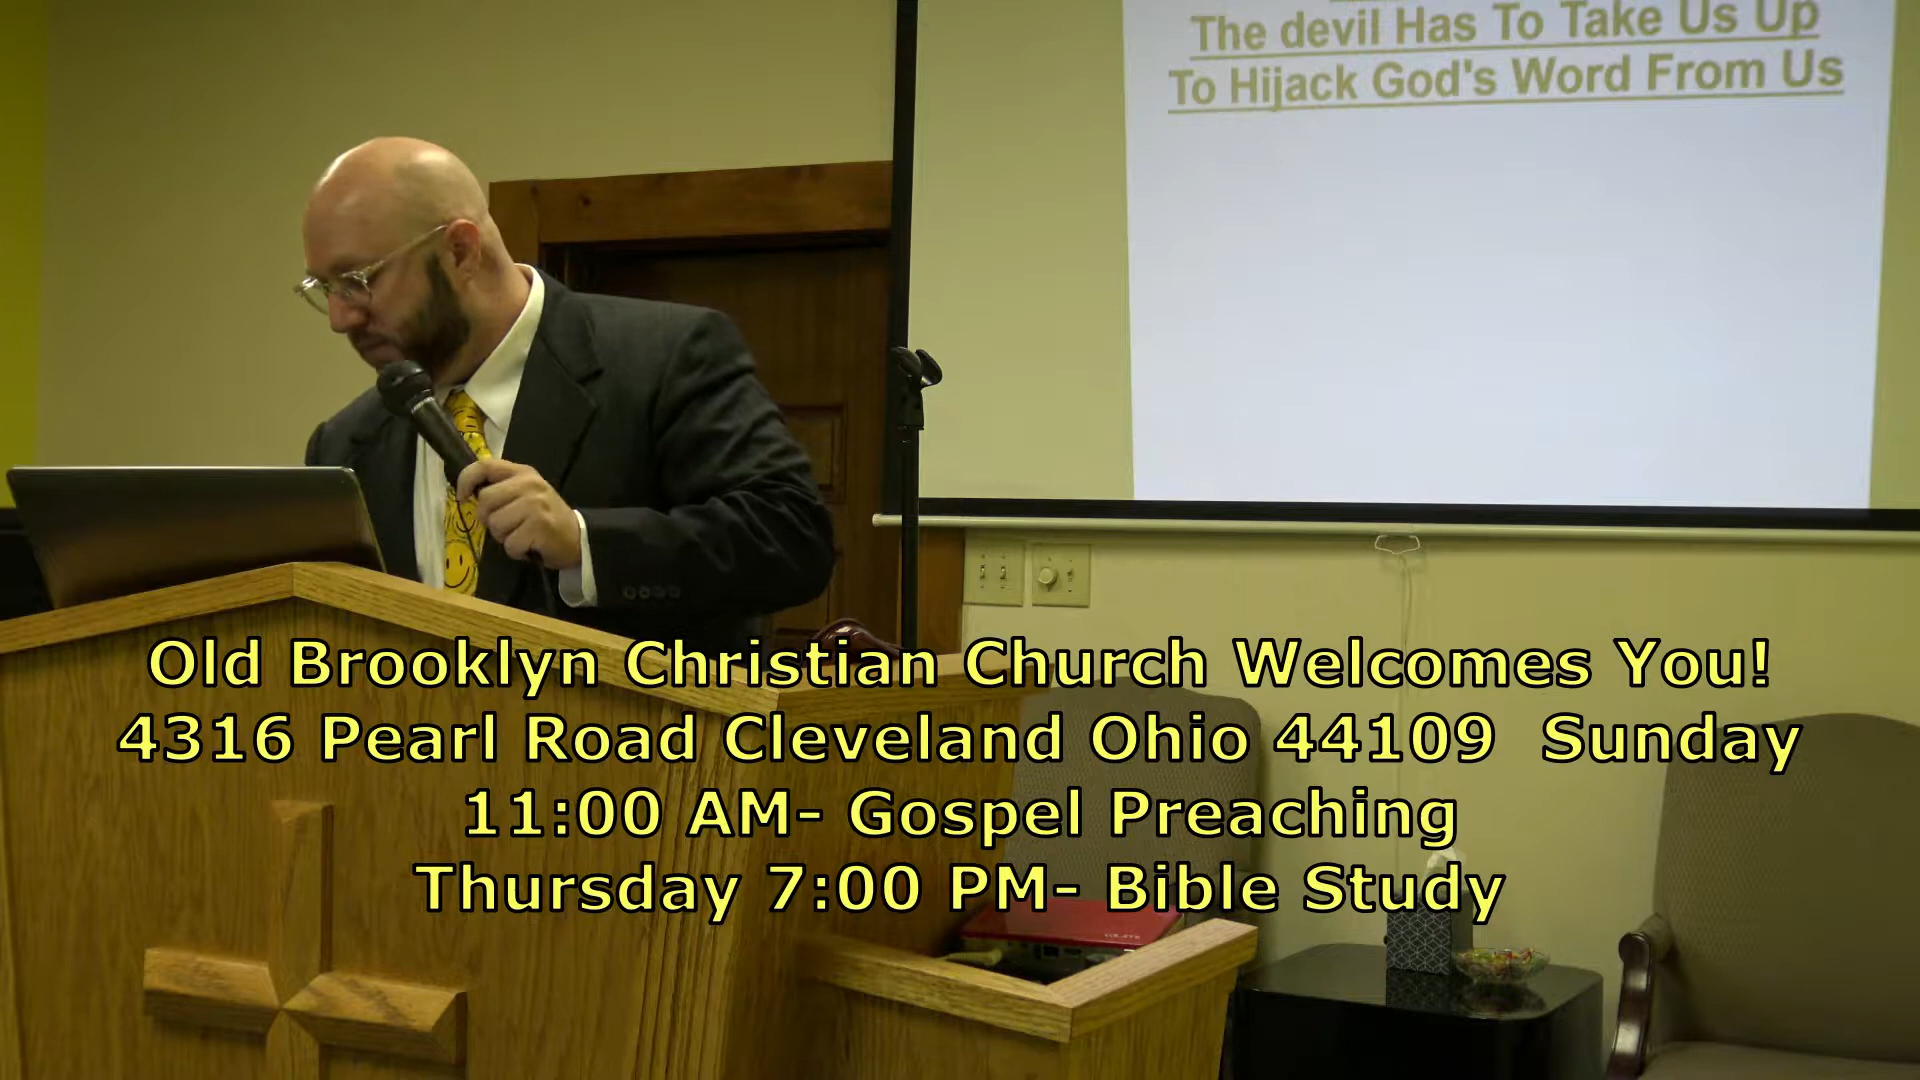 The devil Has To Take Us Up
To Hijack God's Word From Us
Old Brooklyn Christian Church Welcomes You!
4316 Pearl Road Cleveland Ohio 44109  Sunday
11:00 AM- Gospel Preaching
Thursday 7:00 PM- Bible Study